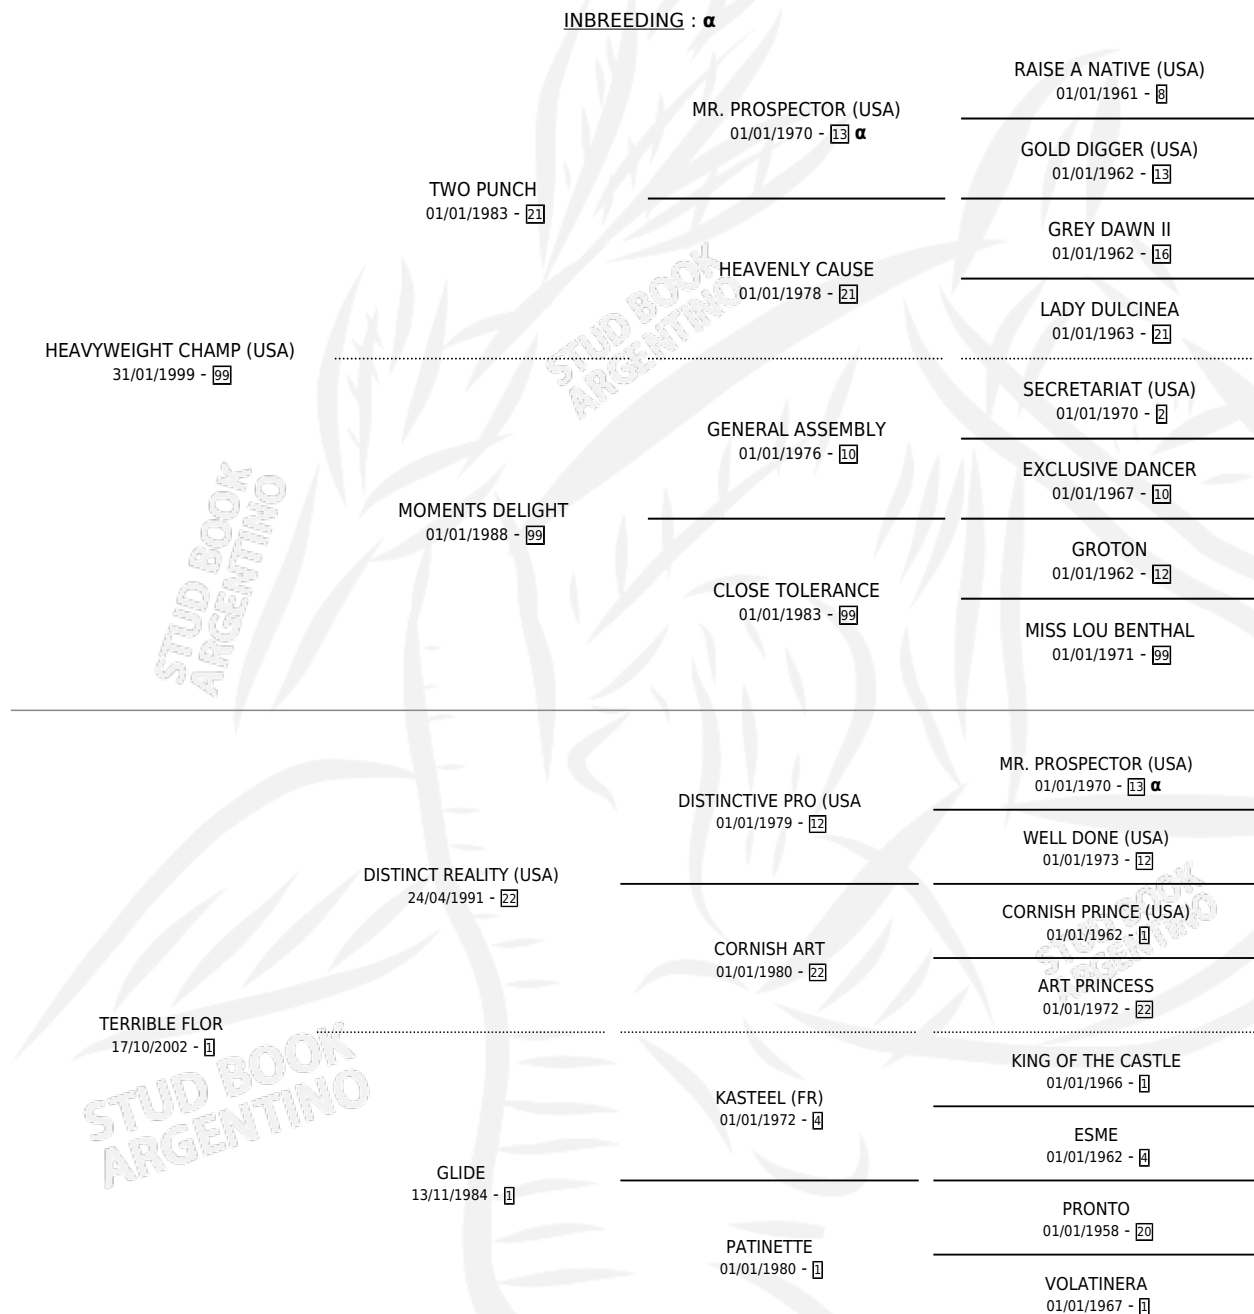 INBREEDING : α
RAISE A NATIVE (USA)
01/01/1961 - 8
MR. PROSPECTOR (USA)
01/01/1970 - 13 α
GOLD DIGGER (USA)
01/01/1962 - 13
TWO PUNCH
01/01/1983 - 21
GREY DAWN II
01/01/1962 - 16
HEAVENLY CAUSE
01/01/1978 - 21
LADY DULCINEA
01/01/1963 - 21
HEAVYWEIGHT CHAMP (USA)
31/01/1999 - 99
SECRETARIAT (USA)
01/01/1970 - 2
GENERAL ASSEMBLY
01/01/1976 - 10
EXCLUSIVE DANCER
01/01/1967 - 10
MOMENTS DELIGHT
01/01/1988 - 99
GROTON
01/01/1962 - 12
CLOSE TOLERANCE
01/01/1983 - 99
MISS LOU BENTHAL
01/01/1971 - 99
MR. PROSPECTOR (USA)
01/01/1970 - 13 α
DISTINCTIVE PRO (USA
01/01/1979 - 12
WELL DONE (USA)
01/01/1973 - 12
DISTINCT REALITY (USA)
24/04/1991 - 22
CORNISH PRINCE (USA)
01/01/1962 - 1
CORNISH ART
01/01/1980 - 22
ART PRINCESS
01/01/1972 - 22
TERRIBLE FLOR
17/10/2002 - 1
KING OF THE CASTLE
01/01/1966 - 1
KASTEEL (FR)
01/01/1972 - 4
ESME
01/01/1962 - 4
GLIDE
13/11/1984 - 1
PRONTO
01/01/1958 - 20
PATINETTE
01/01/1980 - 1
VOLATINERA
01/01/1967 - 1
STUD BOOK
ARGENTINO
STUD BOOK
ARGENTINO
STUD BOOK
ARGENTINO
STUD BOOK
ARGENTINO